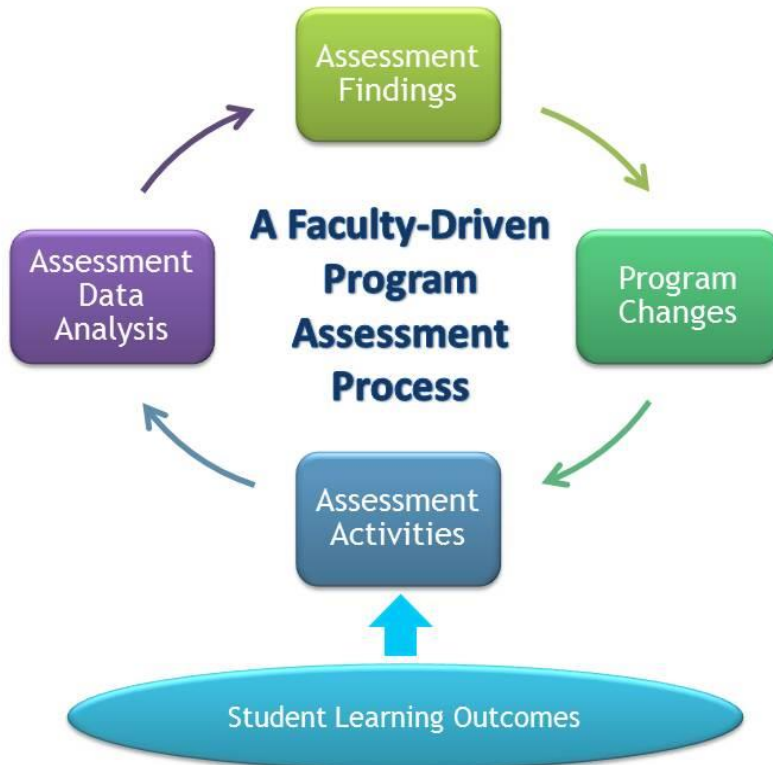 Assessment
Findings
A Faculty-Driven
Program
Assessment
Process
Assessment
Data
Analysis
Program
Changes
Assessment
Activities
Student Learning Outcomes